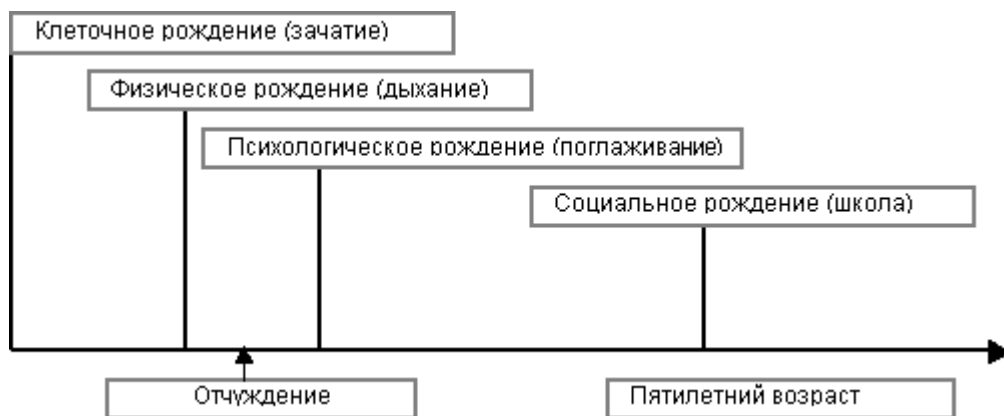 Клеточное рождение (зачатие)
Физическое рождение (дыхание)
Психологическое рождение (поглаживание)
Социальное рождение (школа)
Отчуждение
Пятилетний возраст